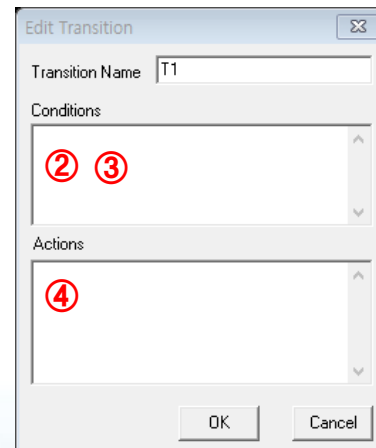 Edit Transition
Transition Name T1
Conditions
② ③
Actions
④
OK Cancel